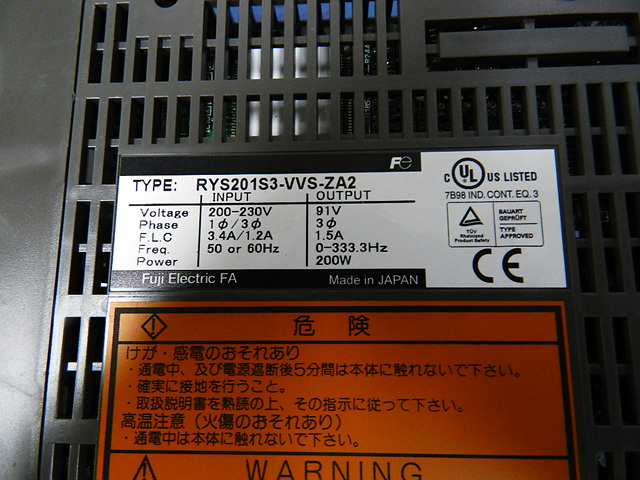 Fe
TYPE: RYS201S3-VVS-ZA2
INPUT OUTPUT
Voltage 200-230V 91V
Phase 1φ/3φ 3φ
F.L.C 3.4A/1.2A 1.5A
Freq. 50 or 60Hz 0-333.3Hz
Power 200W
Fuji Electric FA Made in JAPAN
C UL US LISTED
7B98 IND. CONT. EQ. 3
TÜV
Rheinland
Product Safety
BAUART
GEPRÜFT
TYPE
APPROVED
CE
危険
けが・感電のおそれあり
・通電中、及び電源遮断後5分間は本体に触れないで下さい。
・確実に接地を行うこと。
・取扱説明書を熟読の上、その指示に従って下さい。
高温注意（火傷のおそれあり）
・通電中は本体に触れないで下さい。
WARNING